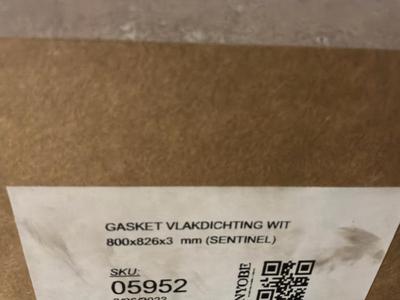 GASKET VLAKDICHTING WIT
800x826x3 mm (SENTINEL)
SKU:
05952